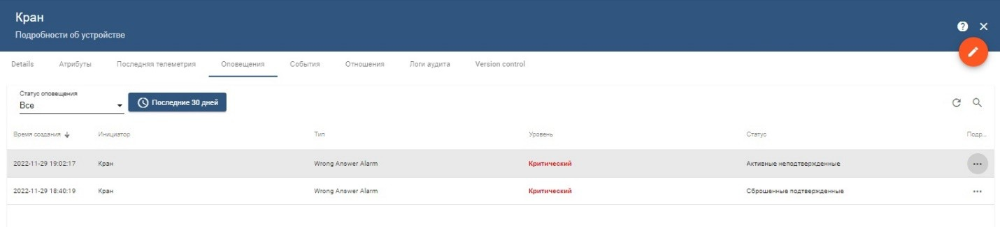 Кран
Подробности об устройстве
Details Атрибуты Последняя телеметрия Оповещения События Отношения Логи аудита Version control
Статус оповещения
Все
Последние 30 дней
Время создания Инициатор Тип Уровень Статус Подр...
2022-11-29 19:02:17 Кран Wrong Answer Alarm Критический Активные неподтвержденные
2022-11-29 18:40:19 Кран Wrong Answer Alarm Критический Сброшенные подтвержденные